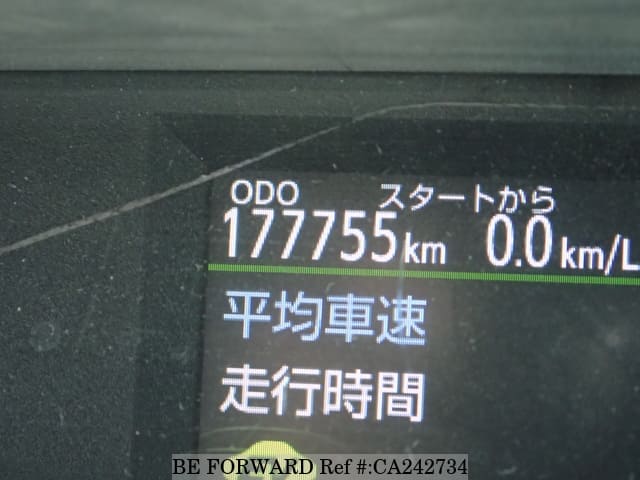 ODO スタートから
177755km 0.0km/L
平均車速
走行時間
BE FORWARD Ref #:CA242734